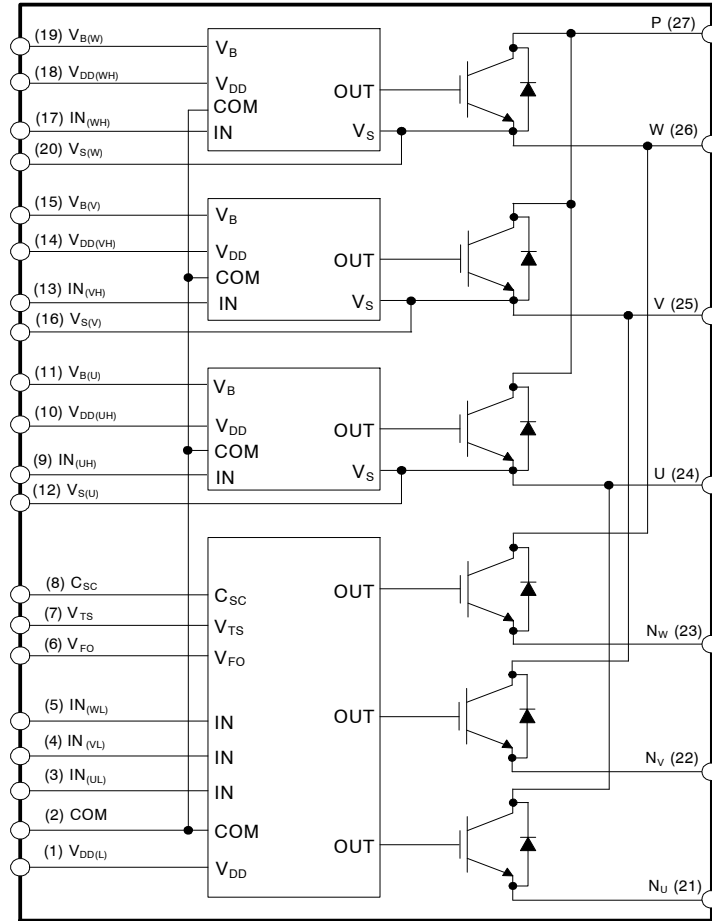 (19) VB(W)
VB
P (27)
(18) VDD(WH)
VDD
COM
OUT
(17) IN(WH)
IN
VS
(20) VS(W)
W (26)
(15) VB(V)
VB
(14) VDD(VH)
VDD
COM
OUT
(13) IN(VH)
IN
VS
(16) VS(V)
V (25)
(11) VB(U)
VB
(10) VDD(UH)
VDD
COM
OUT
(9) IN(UH)
IN
VS
(12) VS(U)
U (24)
(8) CSC
CSC
OUT
(7) VTS
VTS
(6) VFO
VFO
NW (23)
(5) IN(WL)
IN
OUT
(4) IN(VL)
IN
NV (22)
(3) IN(UL)
IN
(2) COM
COM
OUT
(1) VDD(L)
VDD
NU (21)